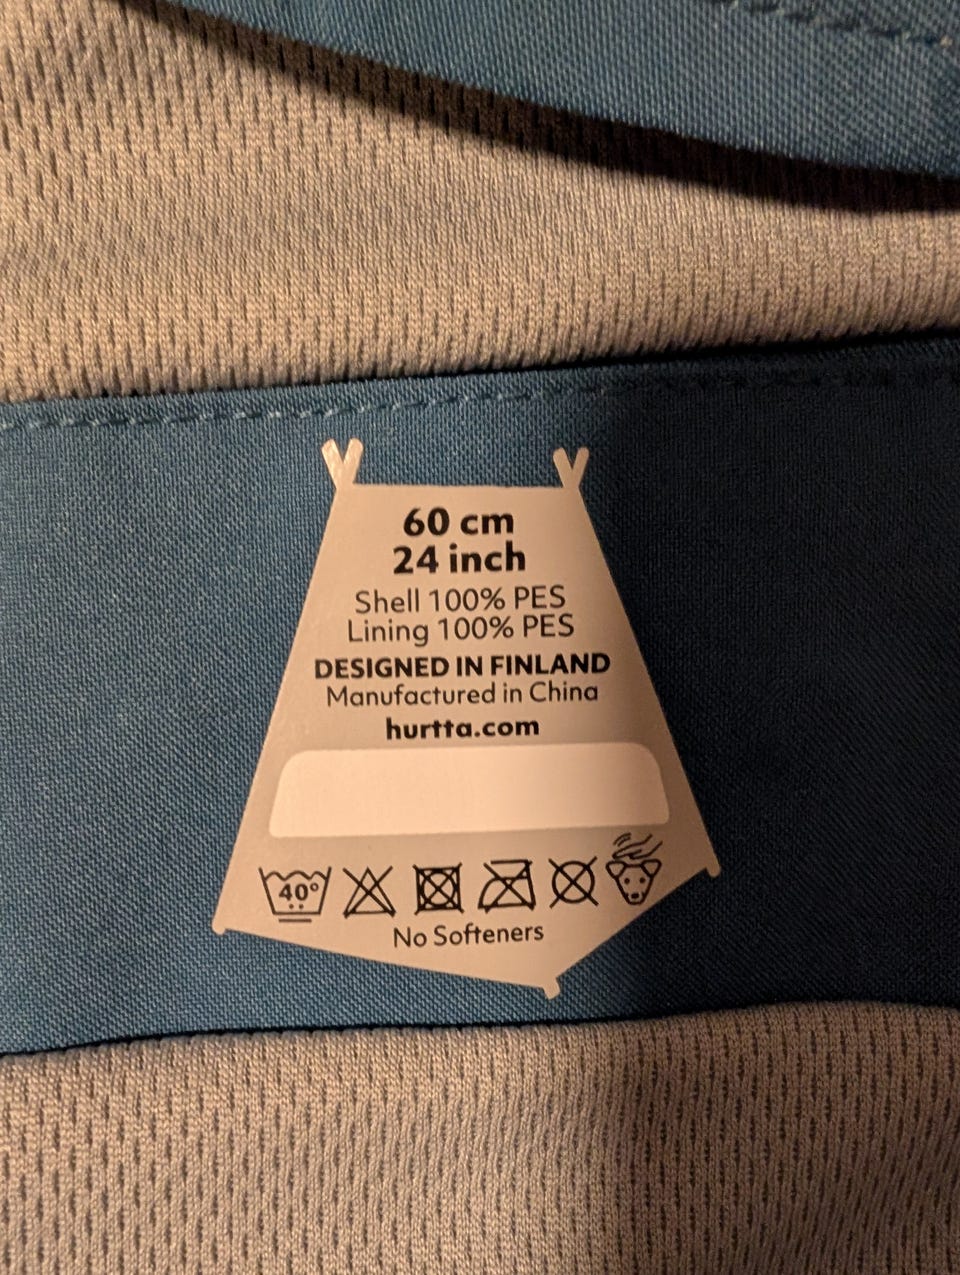 60 cm
24 inch
Shell 100% PES
Lining 100% PES
DESIGNED IN FINLAND
Manufactured in China
hurtta.com
40°
No Softeners